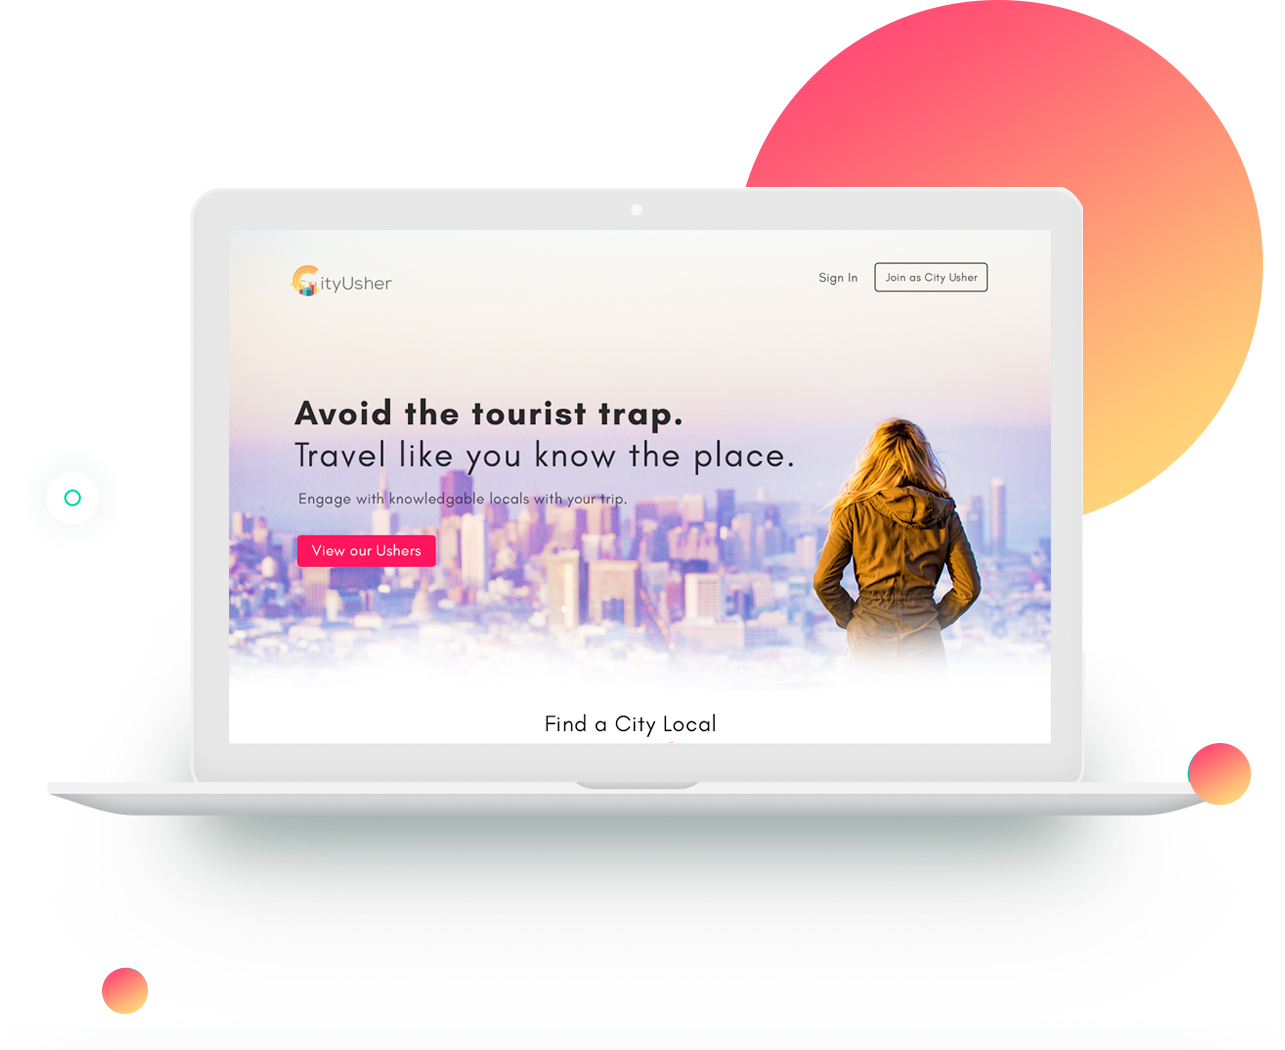 CityUsher
Sign In
Join as City Usher
Avoid the tourist trap.
Travel like you know the place.
Engage with knowledgable locals with your trip.
View our Ushers
Find a City Local